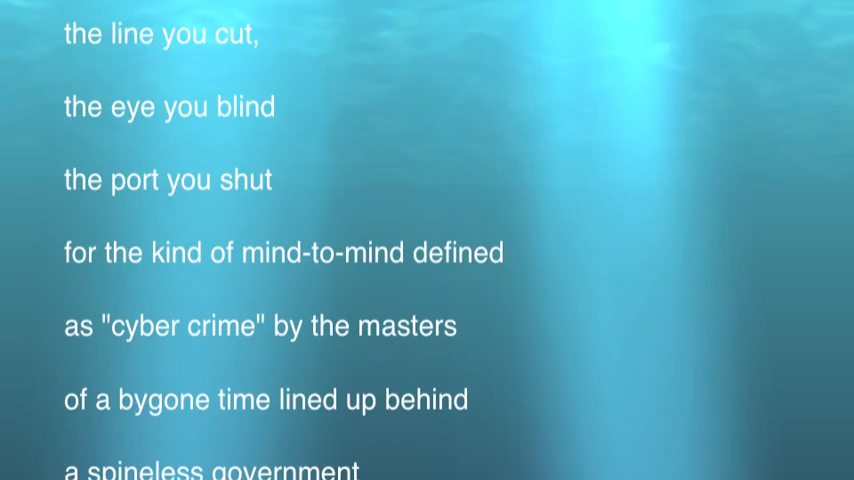 the line you cut,
the eye you blind
the port you shut
for the kind of mind-to-mind defined
as "cyber crime" by the masters
of a bygone time lined up behind
a spineless government